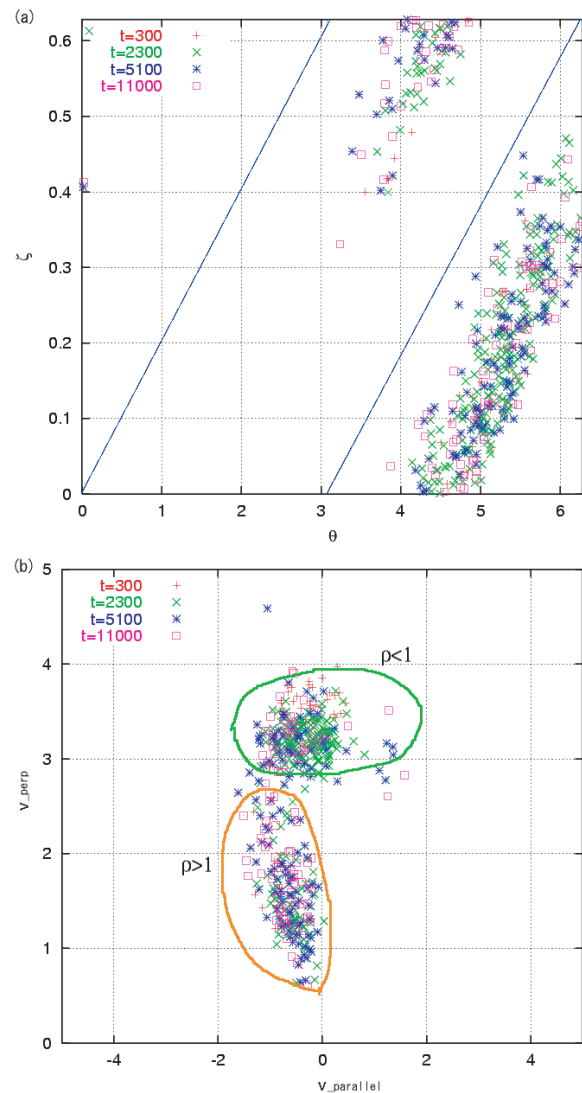 (a)
0.6
0.5
0.4
0.3
0.2
0.1
0
ζ
t=300
t=2300
t=5100
t=11000
0 1 2 3 4 5 6
θ
(b)
5
4
3
2
1
0
v_perp
t=300
t=2300
t=5100
t=11000
ρ<1
ρ>1
-4 -2 0 2 4
v_parallel